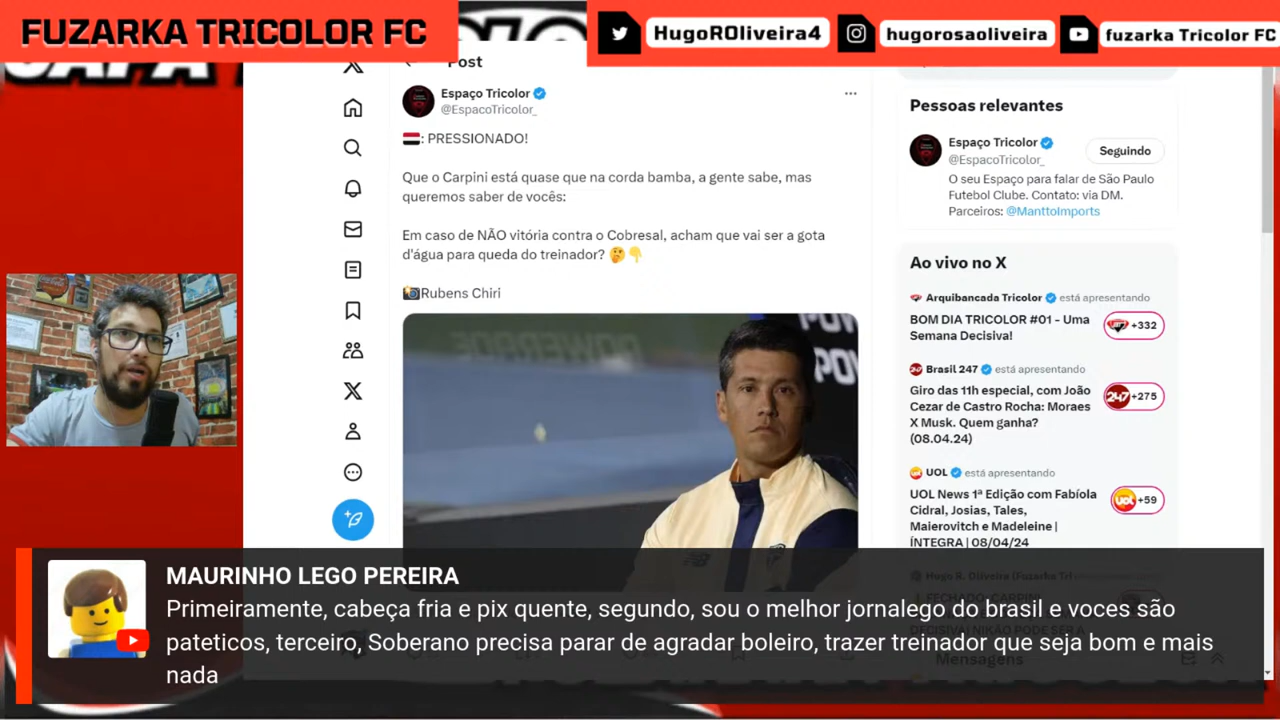 FUZARKA TRICOLOR FC
HugoROliveira4
hugorosaoliveira
fuzarka Tricolor FC
Post
Espaço Tricolor
@EspacoTricolor_
: PRESSIONADO!
Que o Carpini está quase que na corda bamba, a gente sabe, mas
queremos saber de vocês:
Em caso de NÃO vitória contra o Cobresal, acham que vai ser a gota
d'água para queda do treinador? 🤔👇
📸Rubens Chiri
Pessoas relevantes
Espaço Tricolor
@EspacoTricolor_
Seguindo
O seu Espaço para falar de São Paulo
Futebol Clube. Contato: via DM.
Parceiros: @ManttoImports
Ao vivo no X
Arquibancada Tricolor está apresentando
BOM DIA TRICOLOR #01 - Uma
Semana Decisiva!
+332
Brasil 247 está apresentando
Giro das 11h especial, com João
Cezar de Castro Rocha: Moraes
X Musk. Quem ganha?
(08.04.24)
247
+275
UOL está apresentando
UOL News 1ª Edição com Fabíola
Cidral, Josias, Tales,
Maierovitch e Madeleine |
ÍNTEGRA | 08/04/24
UOL
+59
Mensagens
MAURINHO LEGO PEREIRA
Primeiramente, cabeça fria e pix quente, segundo, sou o melhor jornalego do brasil e voces são
pateticos, terceiro, Soberano precisa parar de agradar boleiro, trazer treinador que seja bom e mais
nada